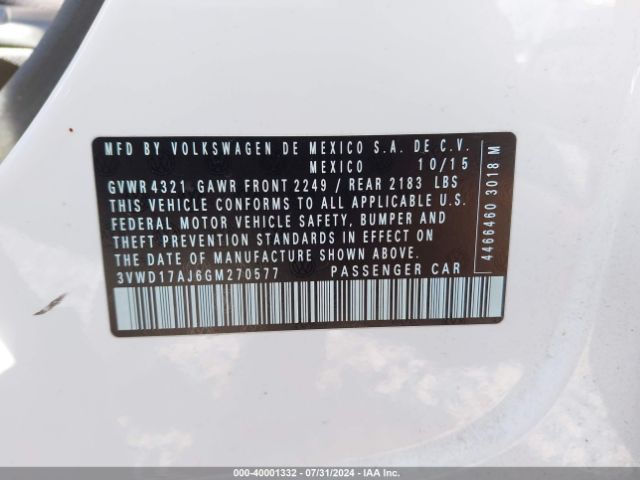 MFD BY VOLKSWAGEN DE MEXICO S.A. DE C.V.
MEXICO 10/15
GVWR 4321 GAWR FRONT 2249 / REAR 2183 LBS
THIS VEHICLE CONFORMS TO ALL APPLICABLE U.S.
FEDERAL MOTOR VEHICLE SAFETY, BUMPER AND
THEFT PREVENTION STANDARDS IN EFFECT ON
THE DATE OF MANUFACTURE SHOWN ABOVE.
3VWD17AJ6GM270577 PASSENGER CAR
4466460 3018 M
000-40001332 - 07/31/2024 - IAAI.com